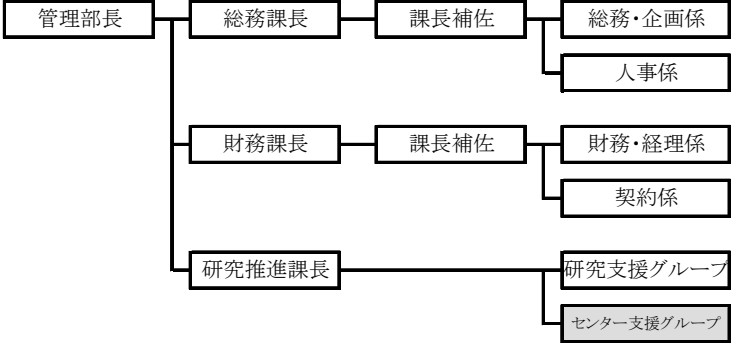 管理部長
総務課長
課長補佐
総務・企画係
人事係
財務課長
課長補佐
財務・経理係
契約係
研究推進課長
研究支援グループ
センター支援グループ